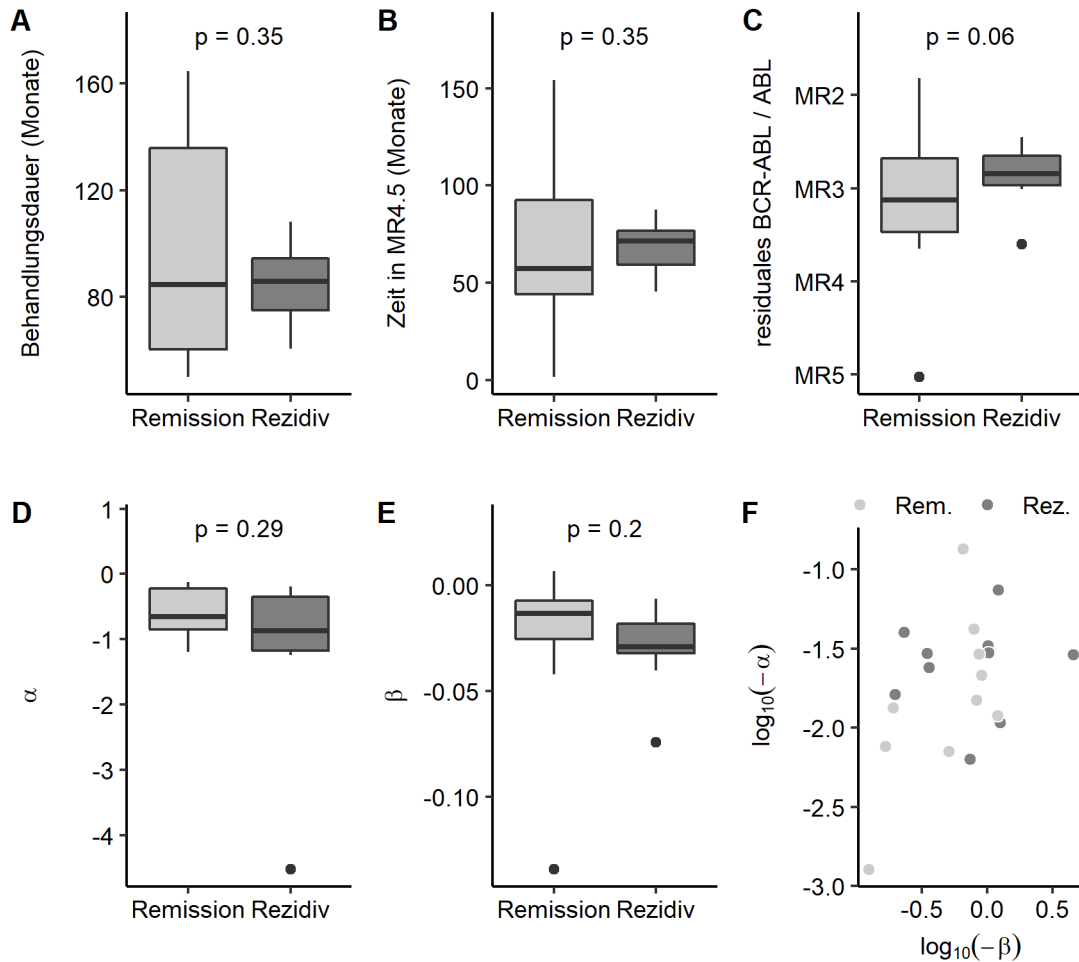 A
p = 0.35
Behandlungsdauer (Monate)
160
120
80
Remission Rezidiv
B
p = 0.35
Zeit in MR4.5 (Monate)
150
100
50
0
Remission Rezidiv
C
p = 0.06
residuales BCR-ABL / ABL
MR2
MR3
MR4
MR5
Remission Rezidiv
D
p = 0.29
α
1
0
-1
-2
-3
-4
Remission Rezidiv
E
p = 0.2
β
0.00
-0.05
-0.10
Remission Rezidiv
F
Rem. Rez.
log₁₀(−α)
-1.0
-1.5
-2.0
-2.5
-3.0
-0.5 0.0 0.5
log₁₀(−β)